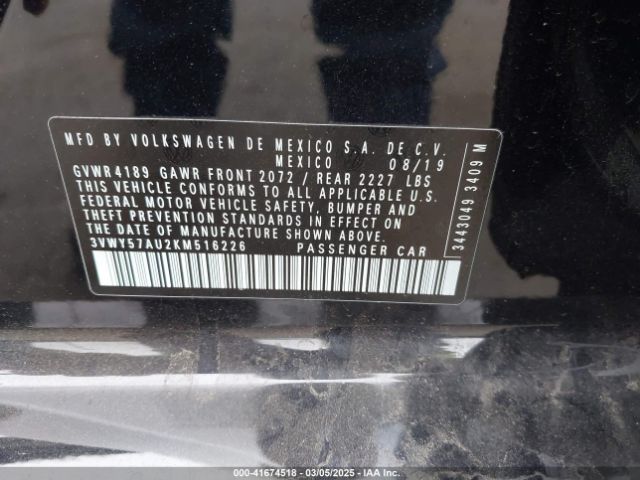 MFD BY VOLKSWAGEN DE MEXICO S.A. DE C.V.
MEXICO 08/19
GVWR 4189 GAWR FRONT 2072 / REAR 2227 LBS
THIS VEHICLE CONFORMS TO ALL APPLICABLE U.S.
FEDERAL MOTOR VEHICLE SAFETY, BUMPER AND
THEFT PREVENTION STANDARDS IN EFFECT ON
THE DATE OF MANUFACTURE SHOWN ABOVE.
3VWY57AU2KM516226 PASSENGER CAR
3443049 3409 M
000-41674518 — 03/05/2025 — IAA Inc.